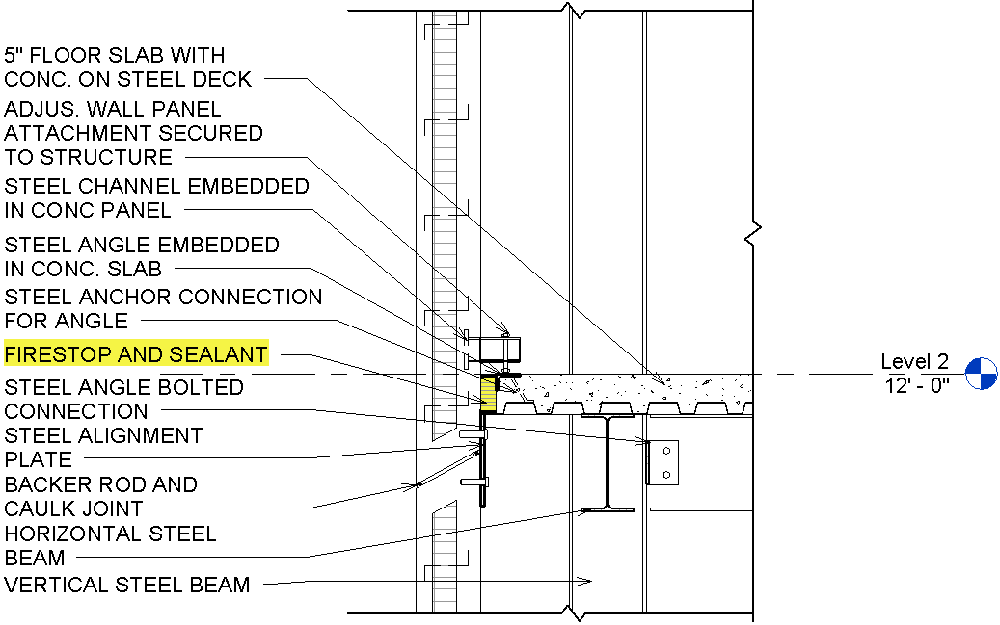 5" FLOOR SLAB WITH
CONC. ON STEEL DECK
ADJUS. WALL PANEL
ATTACHMENT SECURED
TO STRUCTURE
STEEL CHANNEL EMBEDDED
IN CONC PANEL
STEEL ANGLE EMBEDDED
IN CONC. SLAB
STEEL ANCHOR CONNECTION
FOR ANGLE
FIRESTOP AND SEALANT
STEEL ANGLE BOLTED
CONNECTION
STEEL ALIGNMENT
PLATE
BACKER ROD AND
CAULK JOINT
HORIZONTAL STEEL
BEAM
VERTICAL STEEL BEAM
Level 2
12' - 0"